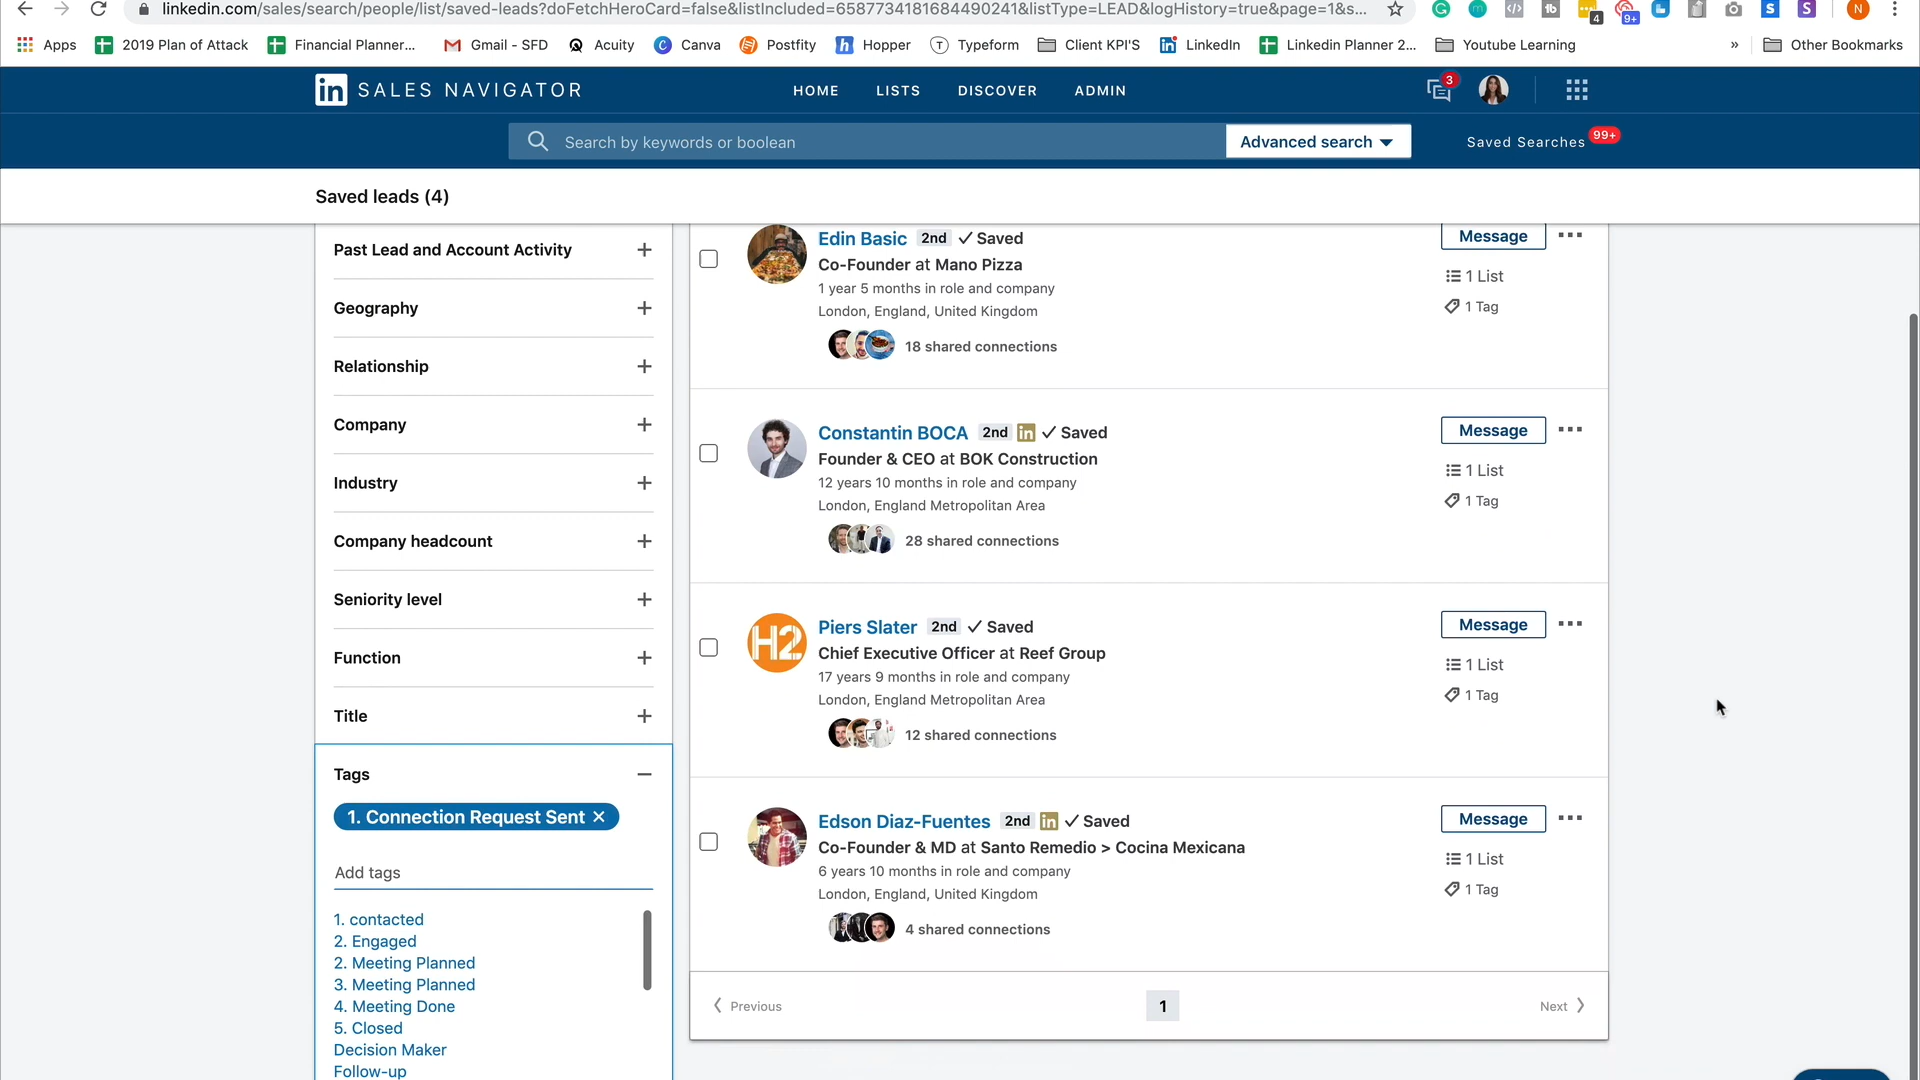 linkedin.com/sales/search/people/list/saved-leads?doFetchHeroCard=false&listIncluded=6587734181684490241&listType=LEAD&logHistory=true&page=1&s...
4
9+
N
Apps
2019 Plan of Attack
Financial Planner...
Gmail - SFD
Acuity
Canva
Postfity
Hopper
Typeform
Client KPI'S
LinkedIn
Linkedin Planner 2...
Youtube Learning
»
Other Bookmarks
in SALES NAVIGATOR
HOME
LISTS
DISCOVER
ADMIN
3
Search by keywords or boolean
Advanced search
Saved Searches
99+
Saved leads (4)
Past Lead and Account Activity
Geography
Relationship
Company
Industry
Company headcount
Seniority level
Function
Title
Tags
1. Connection Request Sent ×
Add tags
1. contacted
2. Engaged
2. Meeting Planned
3. Meeting Planned
4. Meeting Done
5. Closed
Decision Maker
Follow-up
Edin Basic 2nd ✓ Saved
Co-Founder at Mano Pizza
1 year 5 months in role and company
London, England, United Kingdom
18 shared connections
Message
1 List
1 Tag
Constantin BOCA 2nd in ✓ Saved
Founder & CEO at BOK Construction
12 years 10 months in role and company
London, England Metropolitan Area
28 shared connections
Message
1 List
1 Tag
H2
Piers Slater 2nd ✓ Saved
Chief Executive Officer at Reef Group
17 years 9 months in role and company
London, England Metropolitan Area
12 shared connections
Message
1 List
1 Tag
Edson Diaz-Fuentes 2nd in ✓ Saved
Co-Founder & MD at Santo Remedio > Cocina Mexicana
6 years 10 months in role and company
London, England, United Kingdom
4 shared connections
Message
1 List
1 Tag
Previous
1
Next